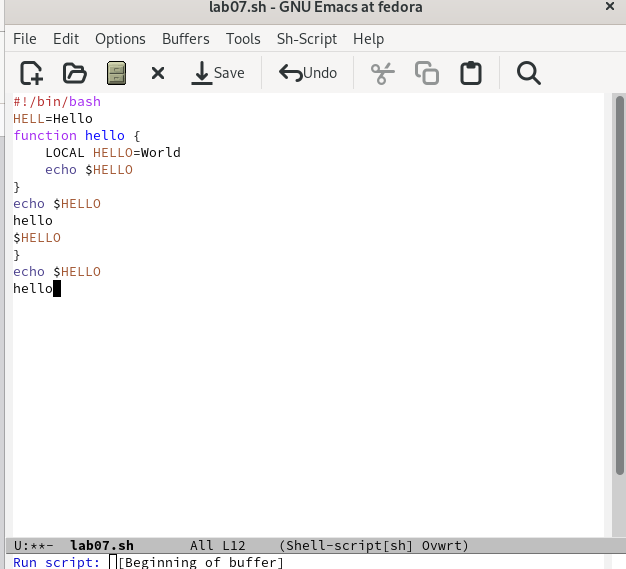 lab07.sh - GNU Emacs at fedora
File Edit Options Buffers Tools Sh-Script Help
Save Undo
#!/bin/bash
HELL=Hello
function hello {
    LOCAL HELLO=World
    echo $HELLO
}
echo $HELLO
hello
$HELLO
}
echo $HELLO
hello
U:**-  lab07.sh       All L12    (Shell-script[sh] Ovwrt)
Run script: [Beginning of buffer]